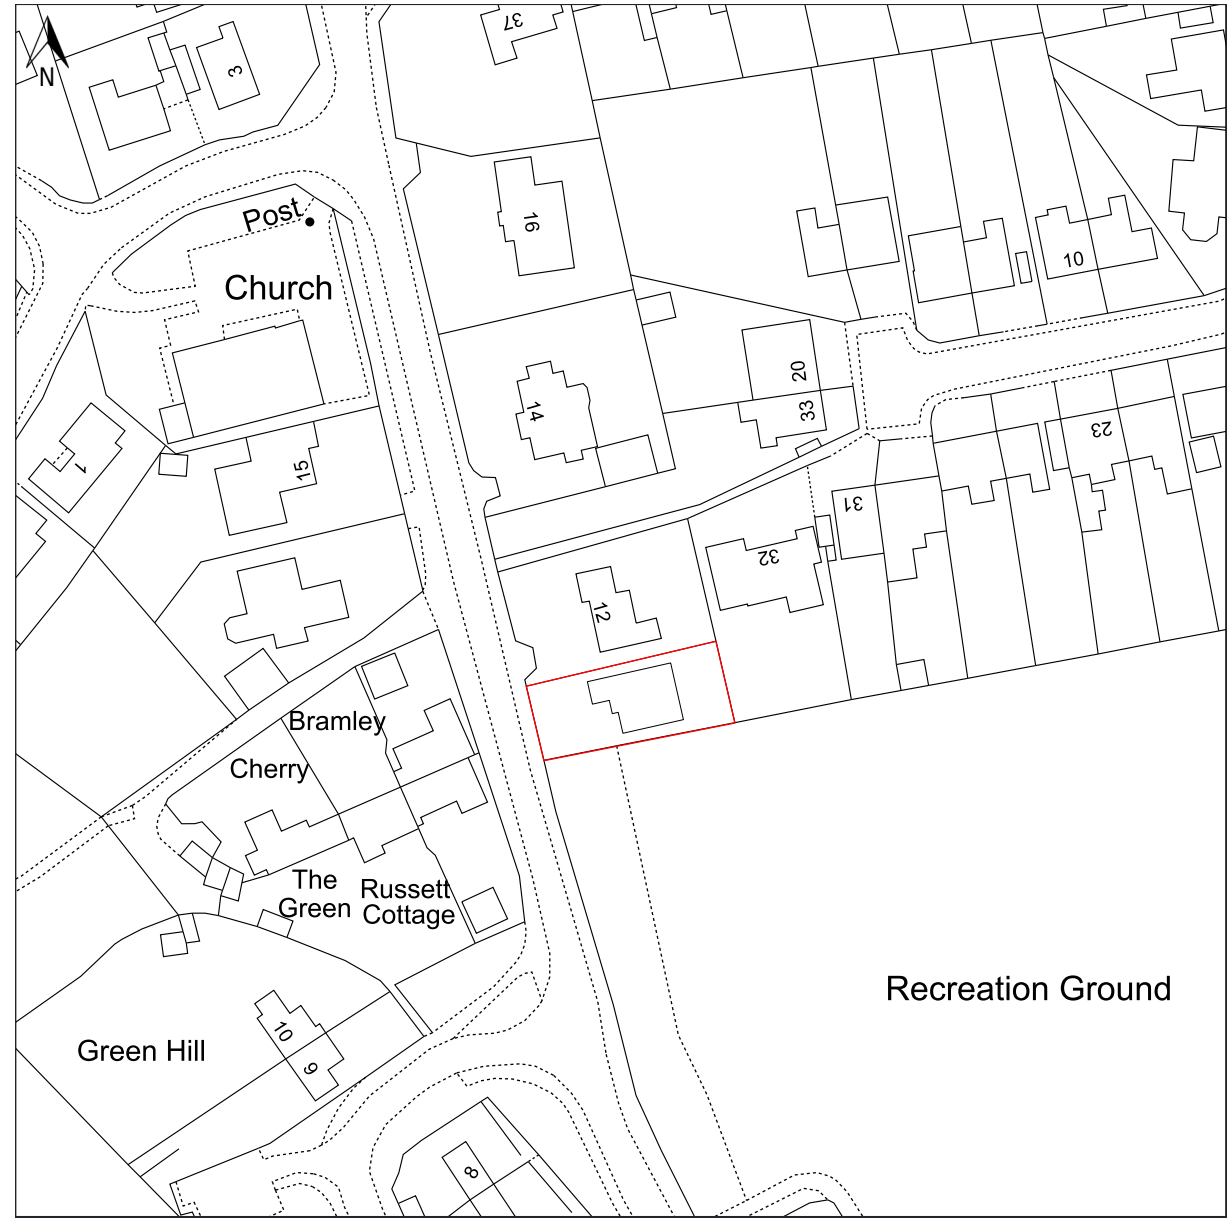 N
3
37
Post
Church
16
10
20
33
14
23
1
15
31
32
12
Bramley
Cherry
The
Green
Russett
Cottage
Recreation Ground
10
Green Hill
9
8